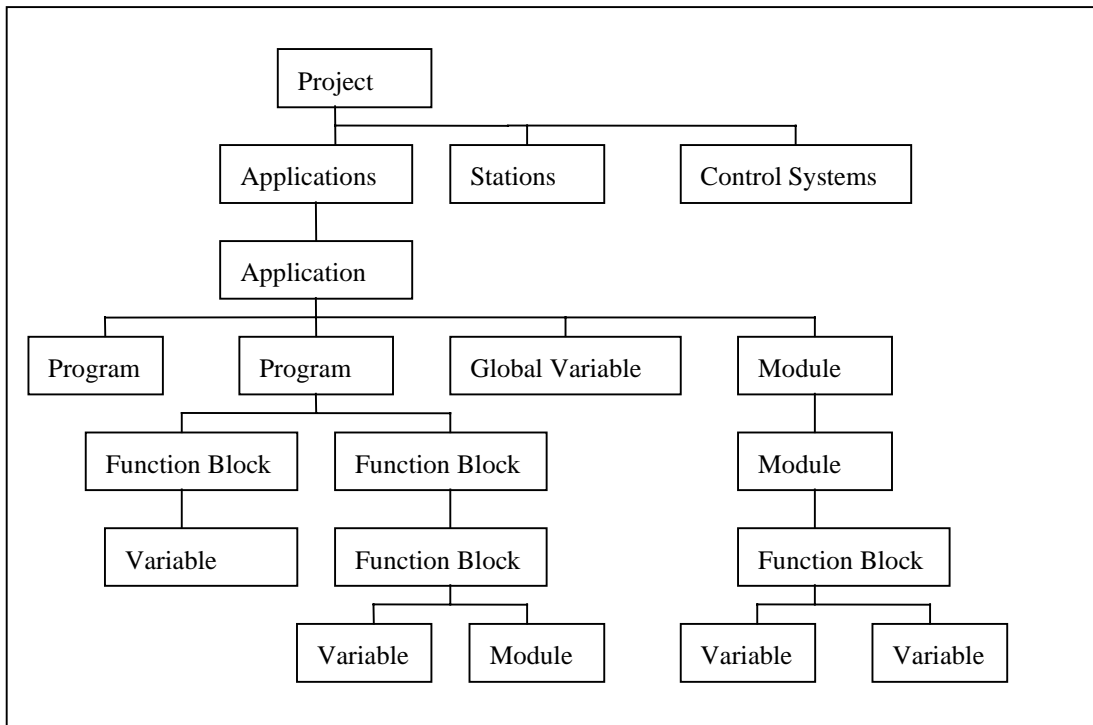 Project
Applications
Stations
Control Systems
Application
Program
Program
Global Variable
Module
Function Block
Function Block
Module
Variable
Function Block
Function Block
Variable
Module
Variable
Variable